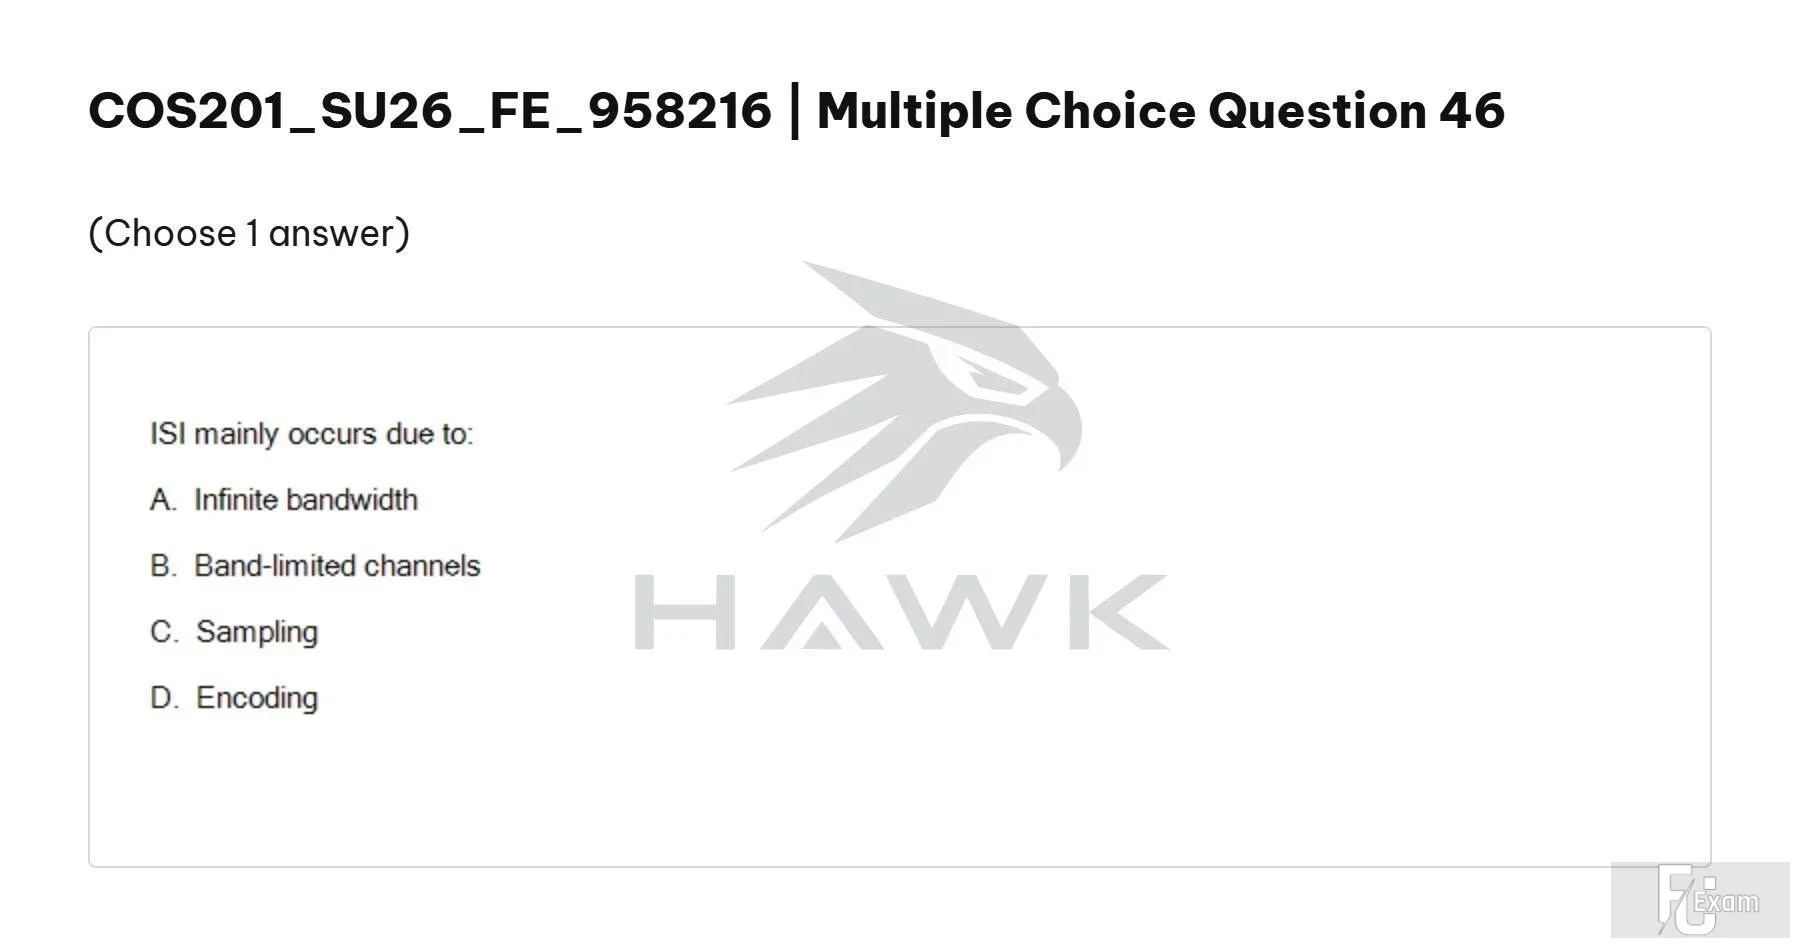 COS201_SU26_FE_958216 | Multiple Choice Question 46
(Choose 1 answer)
ISI mainly occurs due to:
A. Infinite bandwidth
B. Band-limited channels
C. Sampling
D. Encoding
HAWK
FU Exam